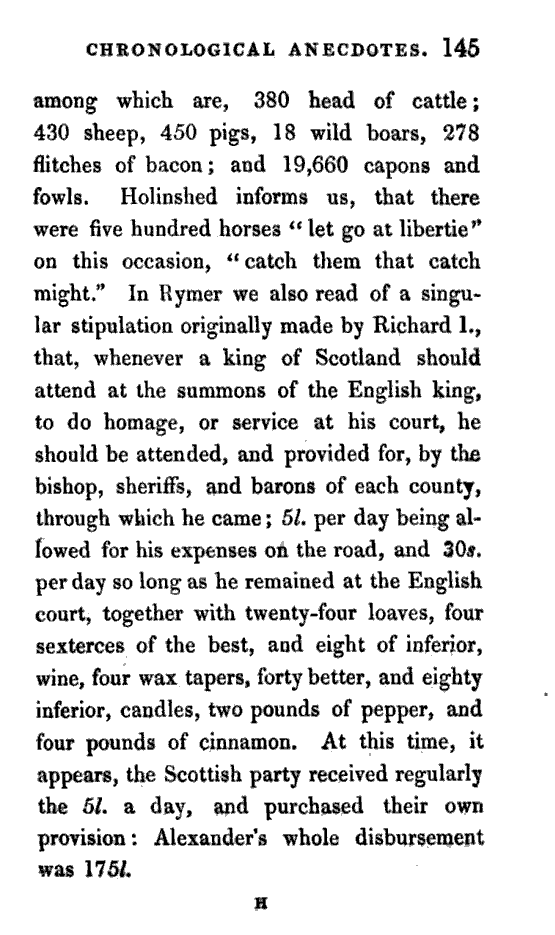 CHRONOLOGICAL ANECDOTES. 145
among which are, 380 head of cattle;
430 sheep, 450 pigs, 18 wild boars, 278
flitches of bacon; and 19,660 capons and
fowls. Holinshed informs us, that there
were five hundred horses “let go at libertie”
on this occasion, “catch them that catch
might.” In Rymer we also read of a singu-
lar stipulation originally made by Richard I.,
that, whenever a king of Scotland should
attend at the summons of the English king,
to do homage, or service at his court, he
should be attended, and provided for, by the
bishop, sheriffs, and barons of each county,
through which he came; 5l. per day being al-
lowed for his expenses on the road, and 30s.
per day so long as he remained at the English
court, together with twenty-four loaves, four
sexterces of the best, and eight of inferior,
wine, four wax tapers, forty better, and eighty
inferior, candles, two pounds of pepper, and
four pounds of cinnamon. At this time, it
appears, the Scottish party received regularly
the 5l. a day, and purchased their own
provision: Alexander's whole disbursement
was 175l.
H